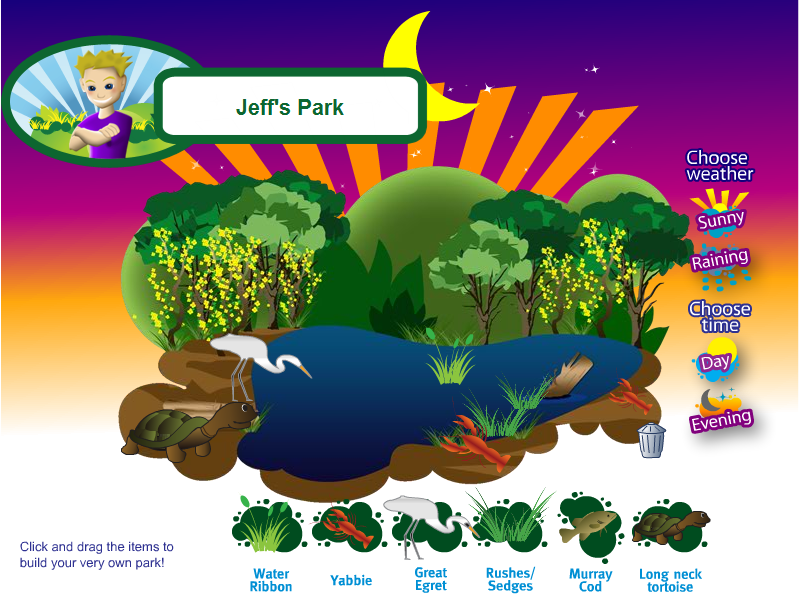 Jeff's Park
Choose
weather
Sunny
Raining
Choose
time
Day
Evening
Click and drag the items to
build your very own park!
Water
Ribbon
Yabbie
Great
Egret
Rushes/
Sedges
Murray
Cod
Long neck
tortoise